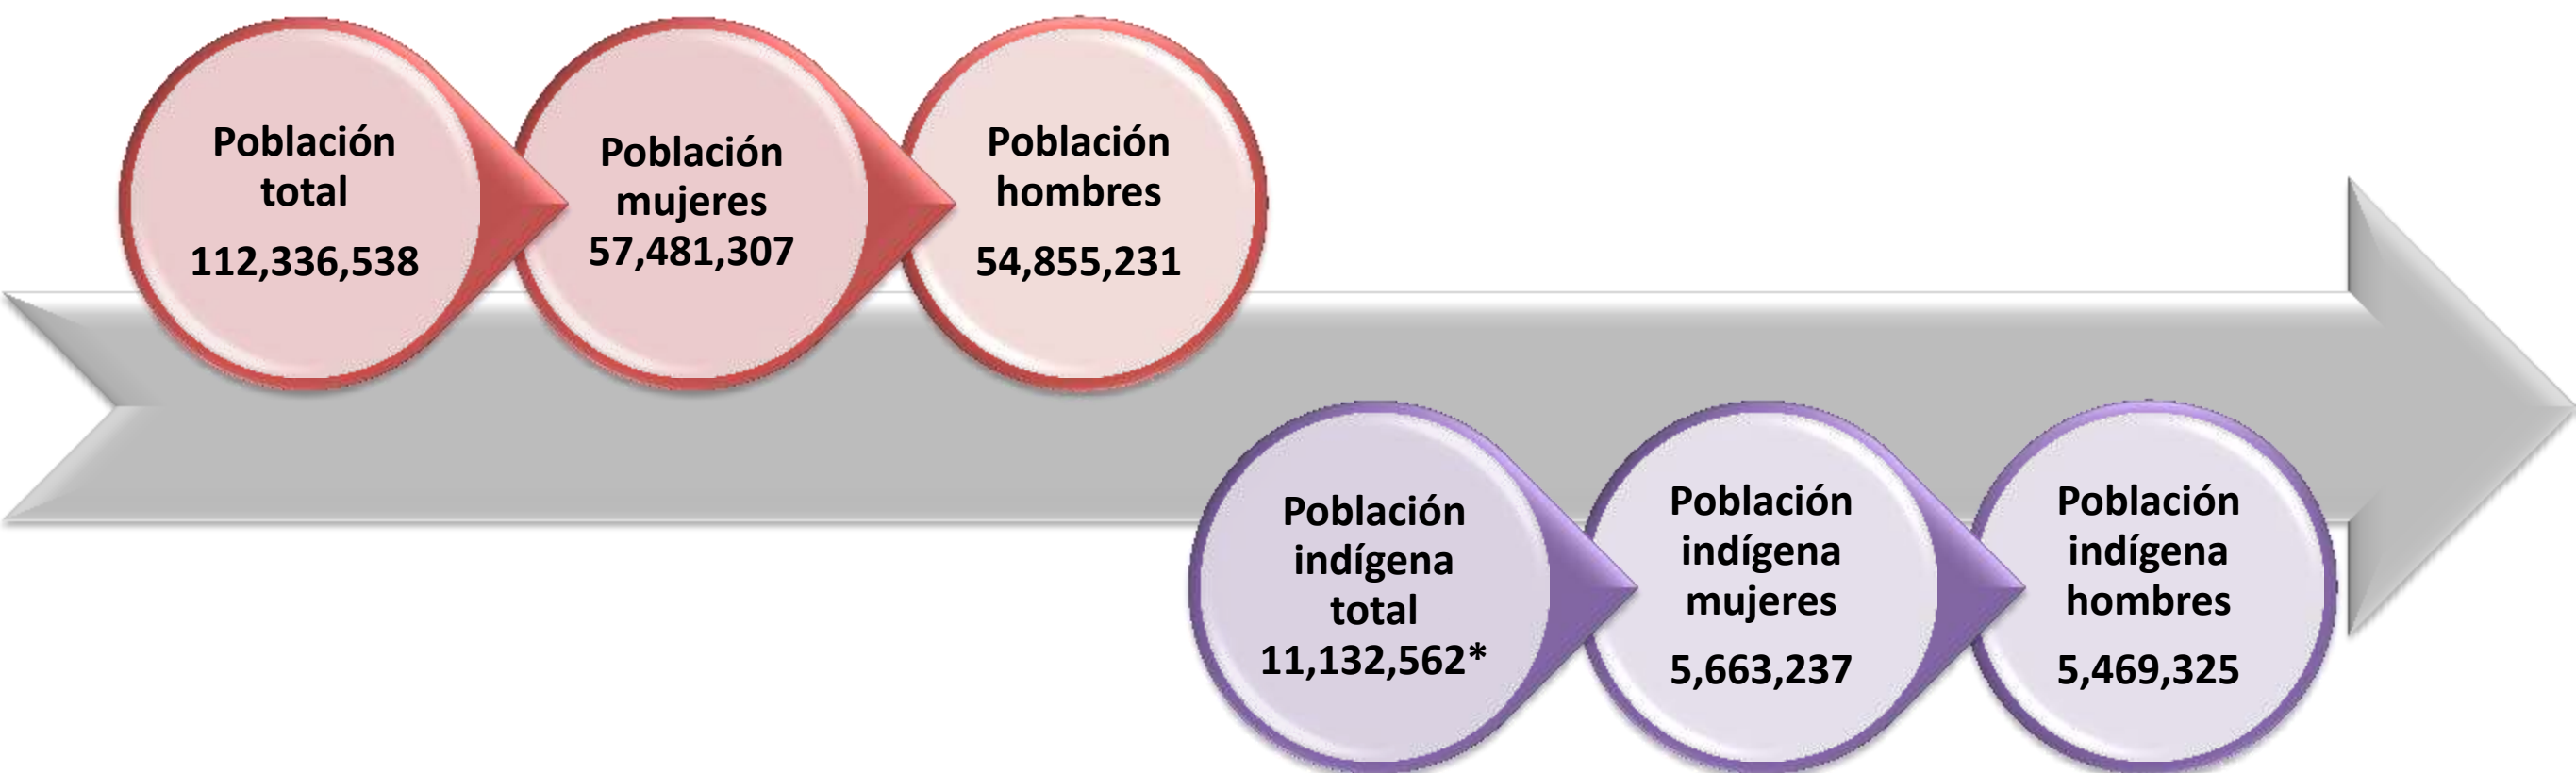 Población
total
112,336,538
Población
mujeres
57,481,307
Población
hombres
54,855,231
Población
indígena
total
11,132,562*
Población
indígena
mujeres
5,663,237
Población
indígena
hombres
5,469,325